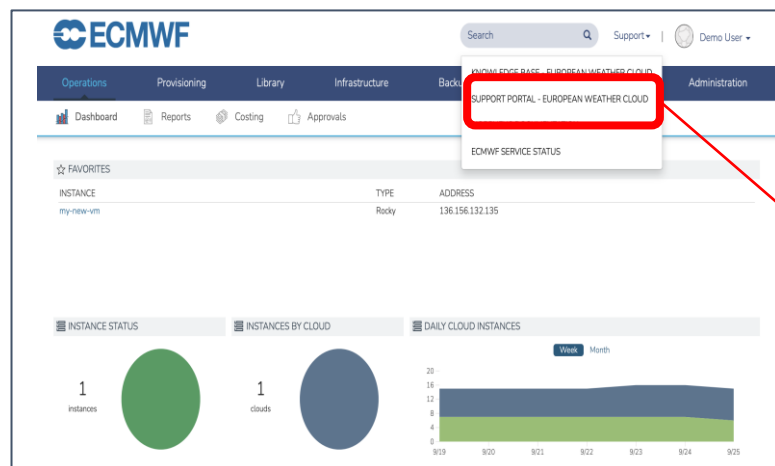 ECMWF
Search
Support
Demo User
Operations
Provisioning
Library
Infrastructure
Administration
KNOWLEDGE BASE - EUROPEAN WEATHER CLOUD
SUPPORT PORTAL - EUROPEAN WEATHER CLOUD
ECMWF SERVICE STATUS
Dashboard
Reports
Costing
Approvals
FAVORITES
INSTANCE TYPE ADDRESS
my-new-vm Rocky 136.156.132.135
INSTANCE STATUS
1
instances
INSTANCES BY CLOUD
1
clouds
DAILY CLOUD INSTANCES
Week Month
20
16
12
8
4
0
9/19 9/20 9/21 9/22 9/23 9/24 9/25